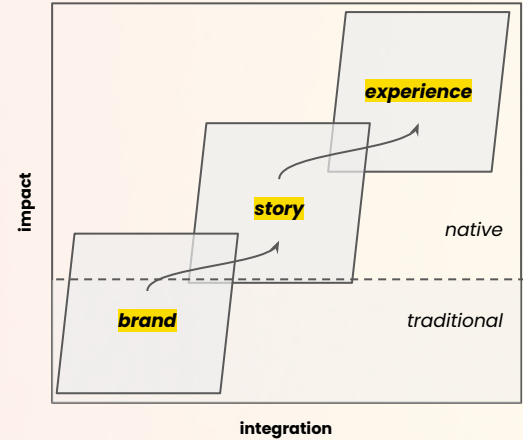 experience
impact
story
native
brand
traditional
integration